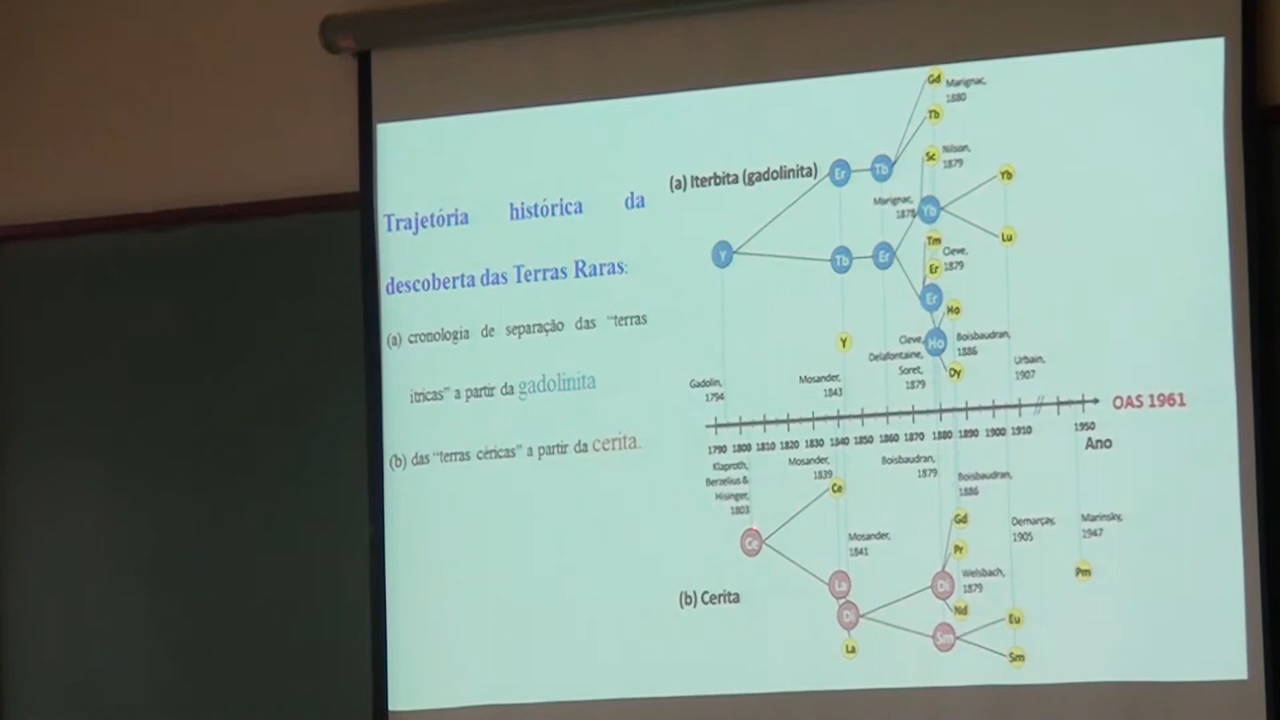 Trajetória histórica da
descoberta das Terras Raras:
(a) cronologia de separação das "terras
ítricas" a partir da gadolinita
(b) das "terras céricas" a partir da cerita.
(a) Iterbita (gadolinita)
Gd
Marignac,
1880
Tb
Sc
Nilson,
1879
Er
Tb
Yb
Marignac,
1878
Yb
Lu
Y
Tb
Er
Tm
Cleve,
1879
Er
Er
Ho
Y
Cleve,
Delafontaine,
Soret,
1879
Ho
Boisbaudran,
1886
Dy
Gadolin,
1794
Mosander,
1843
Urbain,
1907
OAS 1961
1790 1800 1810 1820 1830 1840 1850 1860 1870 1880 1890 1900 1910 1950
Ano
Klaproth,
Berzelius &
Hisinger,
1803
Mosander,
1839
Ce
Boisbaudran,
1879
Boisbaudran,
1886
Gd
Demarçay,
1905
Marinsky,
1947
Ce
Mosander,
1841
Pr
Welsbach,
1879
Pm
La
Di
Di
Nd
Eu
La
Sm
Sm
(b) Cerita